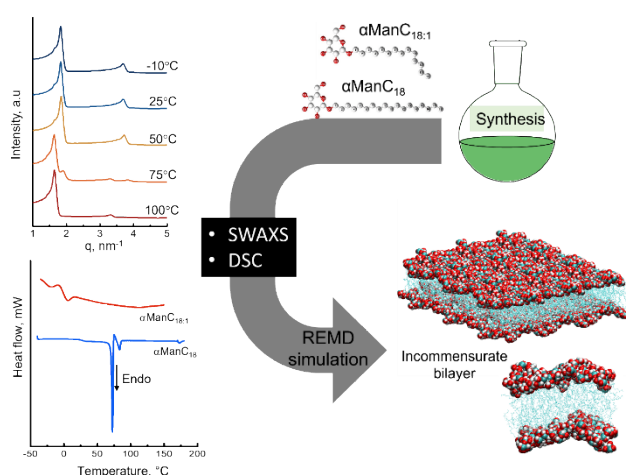 Intensity, a.u
-10°C
25°C
50°C
75°C
100°C
1 2 3 4 5
q, nm⁻¹
αManC₁₈:₁
αManC₁₈
Synthesis
• SWAXS
• DSC
REMD
simulation
Incommensurate
bilayer
Heat flow, mW
αManC₁₈:₁
αManC₁₈
Endo
-50 0 50 100 150 200
Temperature, °C